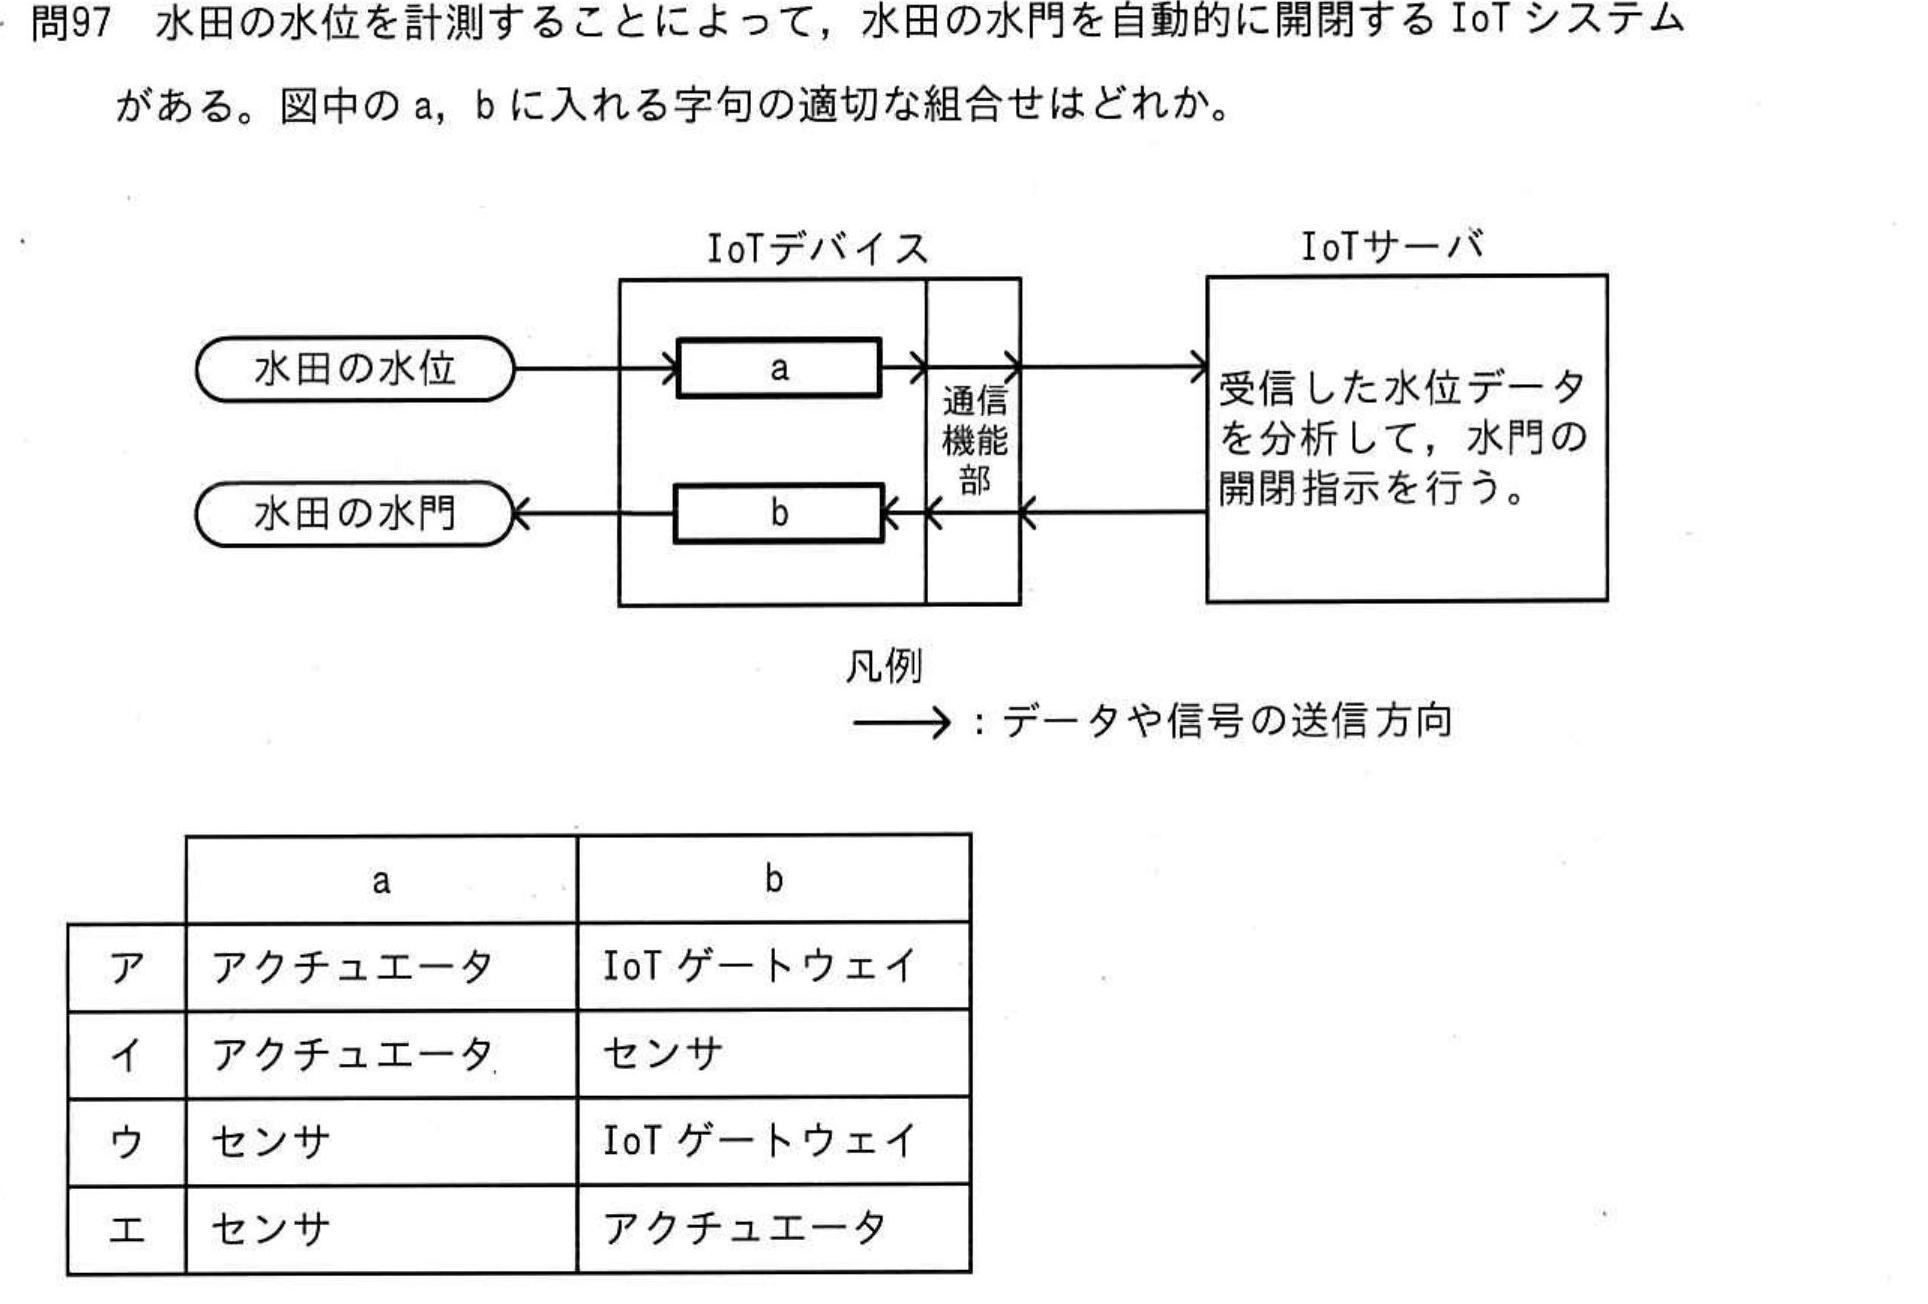 問97 水田の水位を計測することによって，水田の水門を自動的に開閉する IoT システム
がある。図中の a，b に入れる字句の適切な組合せはどれか。
IoTデバイス
IoTサーバ
水田の水位
a
通信
機能
部
受信した水位データ
を分析して，水門の
開閉指示を行う。
水田の水門
b
凡例
：データや信号の送信方向
a b
ア アクチュエータ IoT ゲートウェイ
イ アクチュエータ センサ
ウ センサ IoT ゲートウェイ
エ センサ アクチュエータ